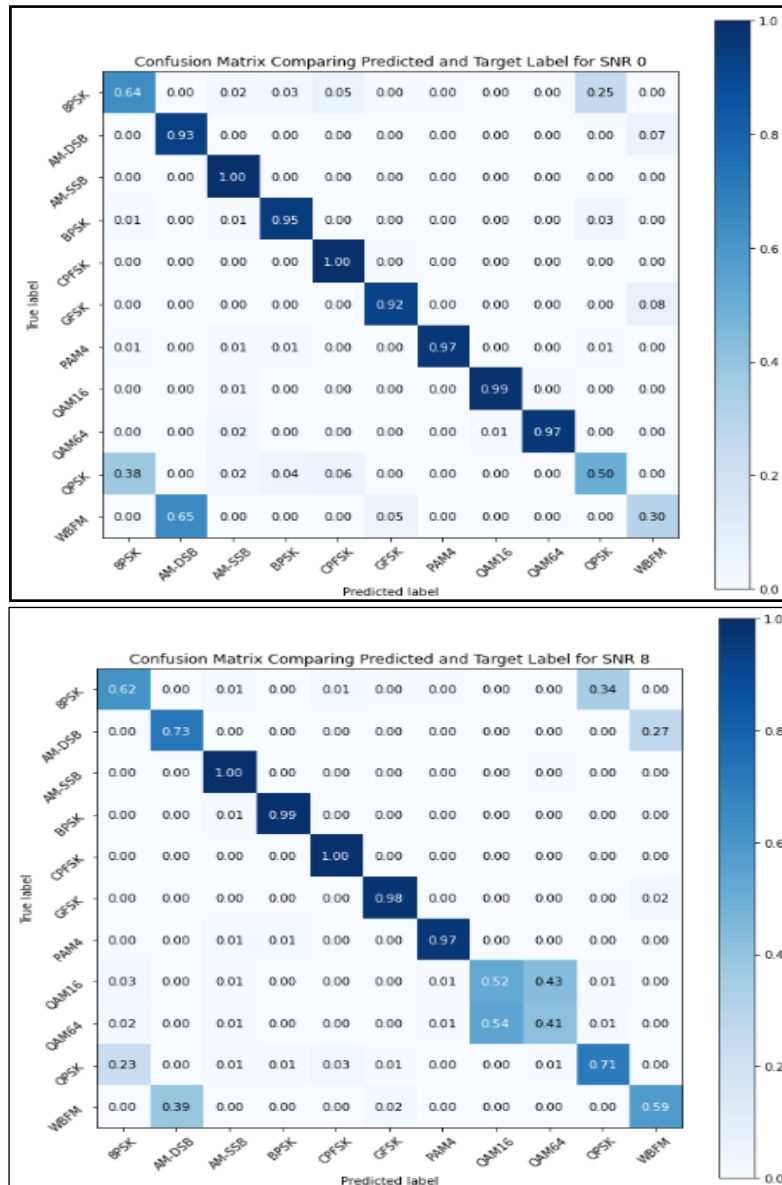 Confusion Matrix Comparing Predicted and Target Label for SNR 0
8PSK 0.64 0.00 0.02 0.03 0.05 0.00 0.00 0.00 0.00 0.25 0.00
AM-DSB 0.00 0.93 0.00 0.00 0.00 0.00 0.00 0.00 0.00 0.00 0.07
AM-SSB 0.00 0.00 1.00 0.00 0.00 0.00 0.00 0.00 0.00 0.00 0.00
BPSK 0.01 0.00 0.01 0.95 0.00 0.00 0.00 0.00 0.00 0.03 0.00
CPFSK 0.00 0.00 0.00 0.00 1.00 0.00 0.00 0.00 0.00 0.00 0.00
GFSK 0.00 0.00 0.00 0.00 0.00 0.92 0.00 0.00 0.00 0.00 0.08
PAM4 0.01 0.00 0.01 0.01 0.00 0.00 0.97 0.00 0.00 0.01 0.00
QAM16 0.00 0.00 0.01 0.00 0.00 0.00 0.00 0.99 0.00 0.00 0.00
QAM64 0.00 0.00 0.02 0.00 0.00 0.00 0.00 0.01 0.97 0.00 0.00
QPSK 0.38 0.00 0.02 0.04 0.06 0.00 0.00 0.00 0.00 0.50 0.00
WBFM 0.00 0.65 0.00 0.00 0.00 0.05 0.00 0.00 0.00 0.00 0.30
True label
8PSK AM-DSB AM-SSB BPSK CPFSK GFSK PAM4 QAM16 QAM64 QPSK WBFM
Predicted label
1.0
0.8
0.6
0.4
0.2
0.0
Confusion Matrix Comparing Predicted and Target Label for SNR 8
8PSK 0.62 0.00 0.01 0.00 0.01 0.00 0.00 0.00 0.00 0.34 0.00
AM-DSB 0.00 0.73 0.00 0.00 0.00 0.00 0.00 0.00 0.00 0.00 0.27
AM-SSB 0.00 0.00 1.00 0.00 0.00 0.00 0.00 0.00 0.00 0.00 0.00
BPSK 0.00 0.00 0.01 0.99 0.00 0.00 0.00 0.00 0.00 0.00 0.00
CPFSK 0.00 0.00 0.00 0.00 1.00 0.00 0.00 0.00 0.00 0.00 0.00
GFSK 0.00 0.00 0.00 0.00 0.00 0.98 0.00 0.00 0.00 0.00 0.02
PAM4 0.00 0.00 0.01 0.01 0.00 0.00 0.97 0.00 0.00 0.00 0.00
QAM16 0.03 0.00 0.01 0.00 0.00 0.00 0.01 0.52 0.43 0.01 0.00
QAM64 0.02 0.00 0.01 0.00 0.00 0.00 0.01 0.54 0.41 0.01 0.00
QPSK 0.23 0.00 0.01 0.01 0.03 0.01 0.00 0.00 0.01 0.71 0.00
WBFM 0.00 0.39 0.00 0.00 0.00 0.02 0.00 0.00 0.00 0.00 0.59
True label
8PSK AM-DSB AM-SSB BPSK CPFSK GFSK PAM4 QAM16 QAM64 QPSK WBFM
Predicted label
1.0
0.8
0.6
0.4
0.2
0.0